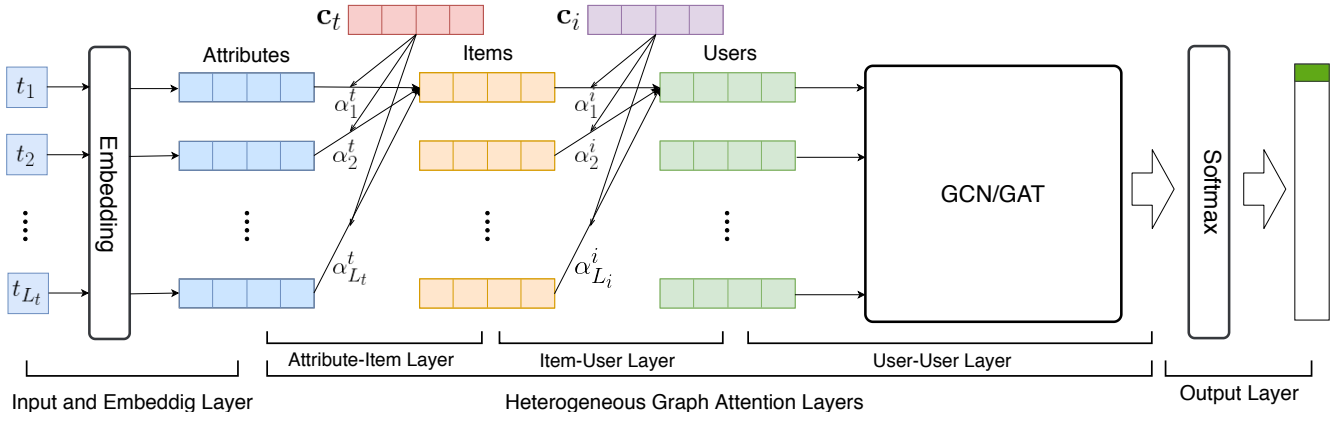 𝐜_t
𝐜_i
Attributes
Items
Users
t_1
t_2
t_{L_t}
Embedding
α_1^t
α_2^t
α_{L_t}^t
α_1^i
α_2^i
α_{L_i}^i
GCN/GAT
Softmax
Attribute-Item Layer
Item-User Layer
User-User Layer
Input and Embeddig Layer
Heterogeneous Graph Attention Layers
Output Layer